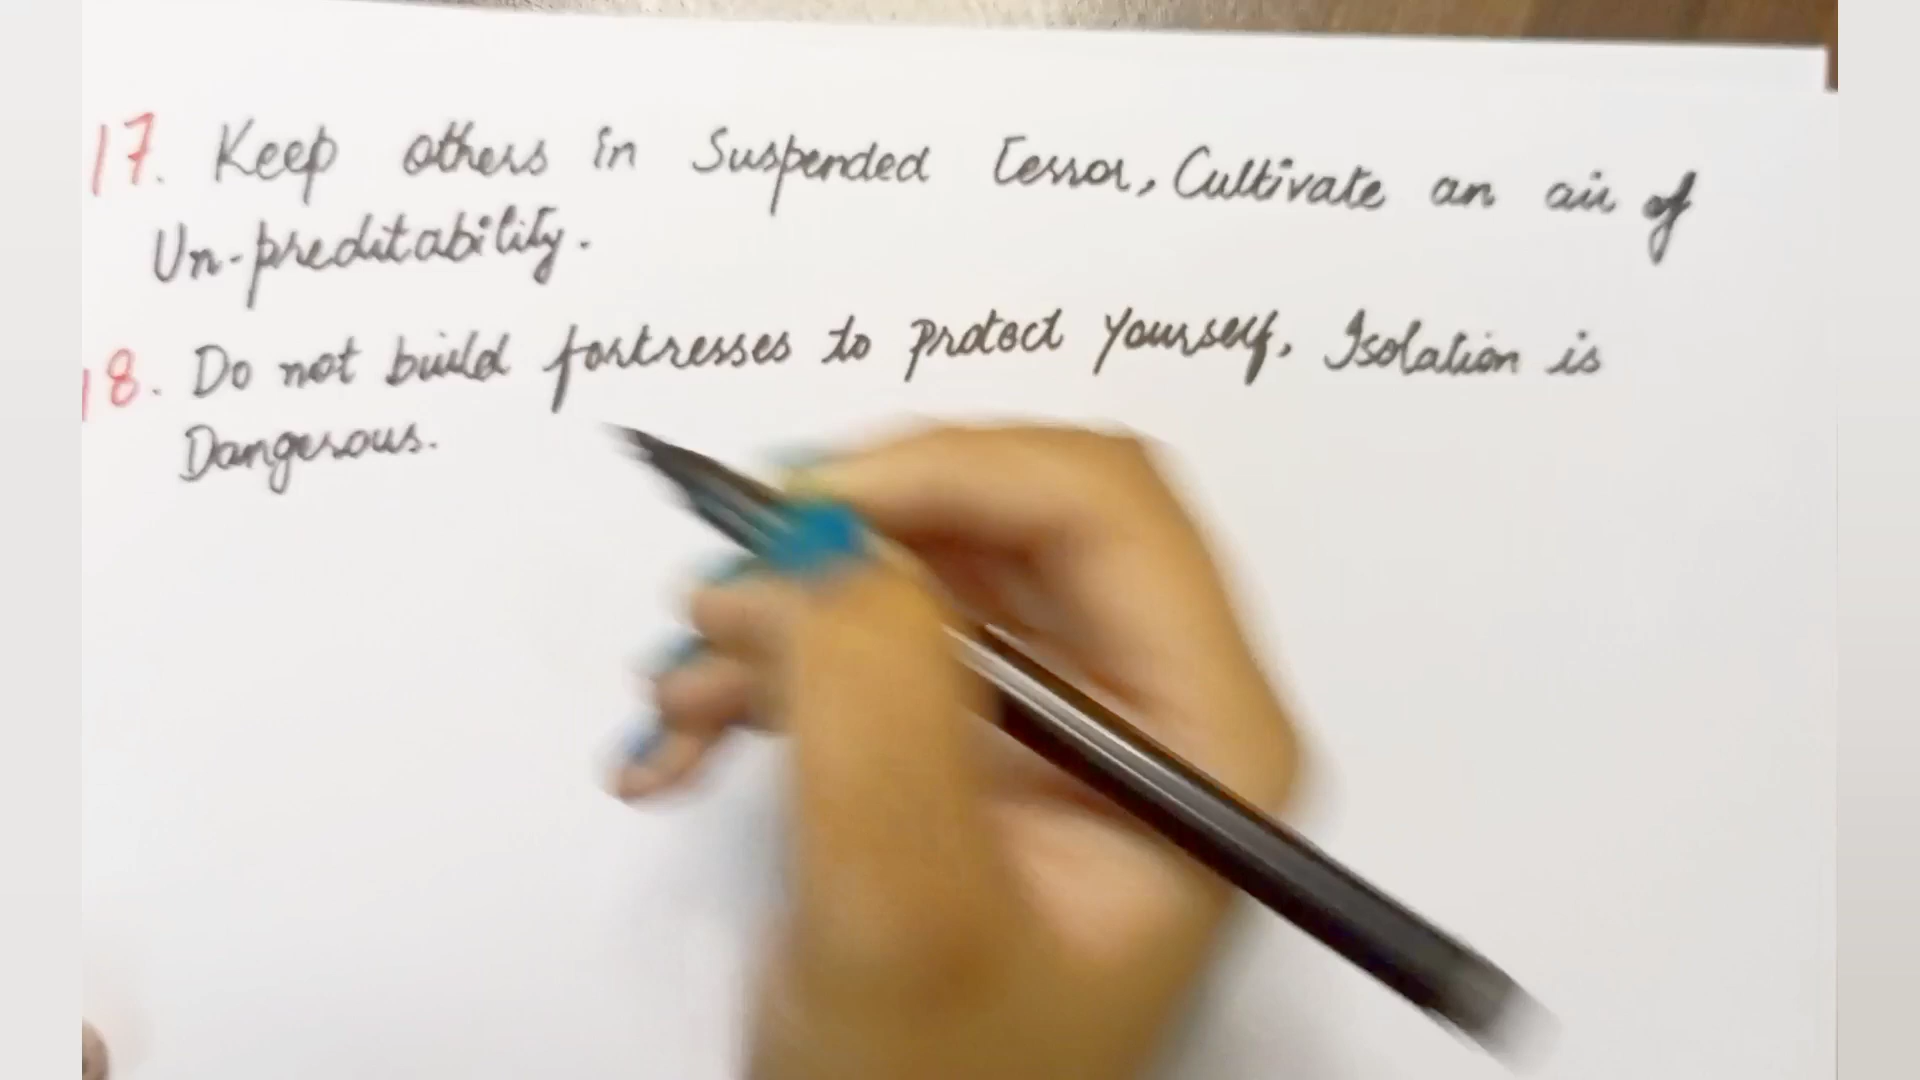 17. Keep others in Suspended Terror, Cultivate an air of
Un-preditability.
18. Do not build fortresses to protect yourself, Isolation is
Dangerous.